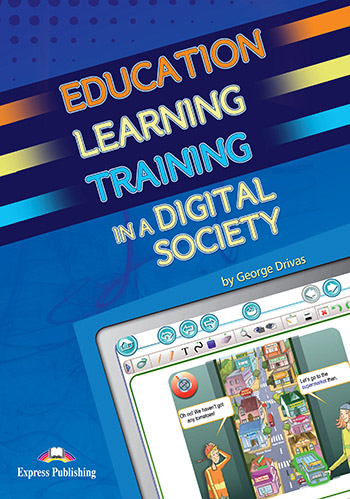 EDUCATION
LEARNING
TRAINING
IN A DIGITAL
SOCIETY
by George Drivas
Oh no! We haven't got
any tomatoes!
Let's go to the
supermarket then.
Express Publishing